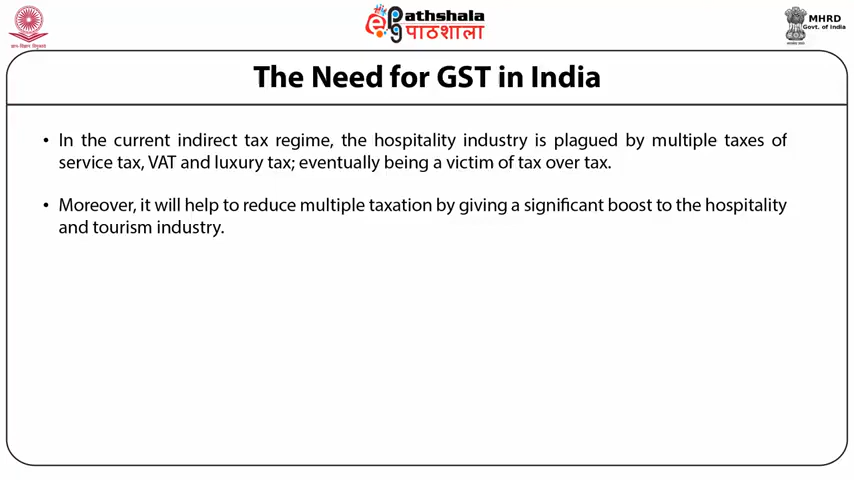 ePathshala
पाठशाला
MHRD
Govt. of India
The Need for GST in India
• In the current indirect tax regime, the hospitality industry is plagued by multiple taxes of
service tax, VAT and luxury tax; eventually being a victim of tax over tax.
• Moreover, it will help to reduce multiple taxation by giving a significant boost to the hospitality
and tourism industry.